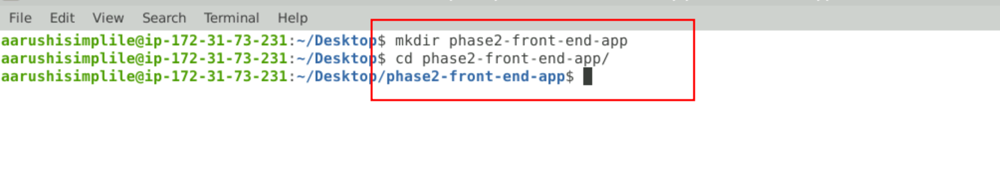 File Edit View Search Terminal Help
aarushisimplile@ip-172-31-73-231:~/Desktop$ mkdir phase2-front-end-app
aarushisimplile@ip-172-31-73-231:~/Desktop$ cd phase2-front-end-app/
aarushisimplile@ip-172-31-73-231:~/Desktop/phase2-front-end-app$